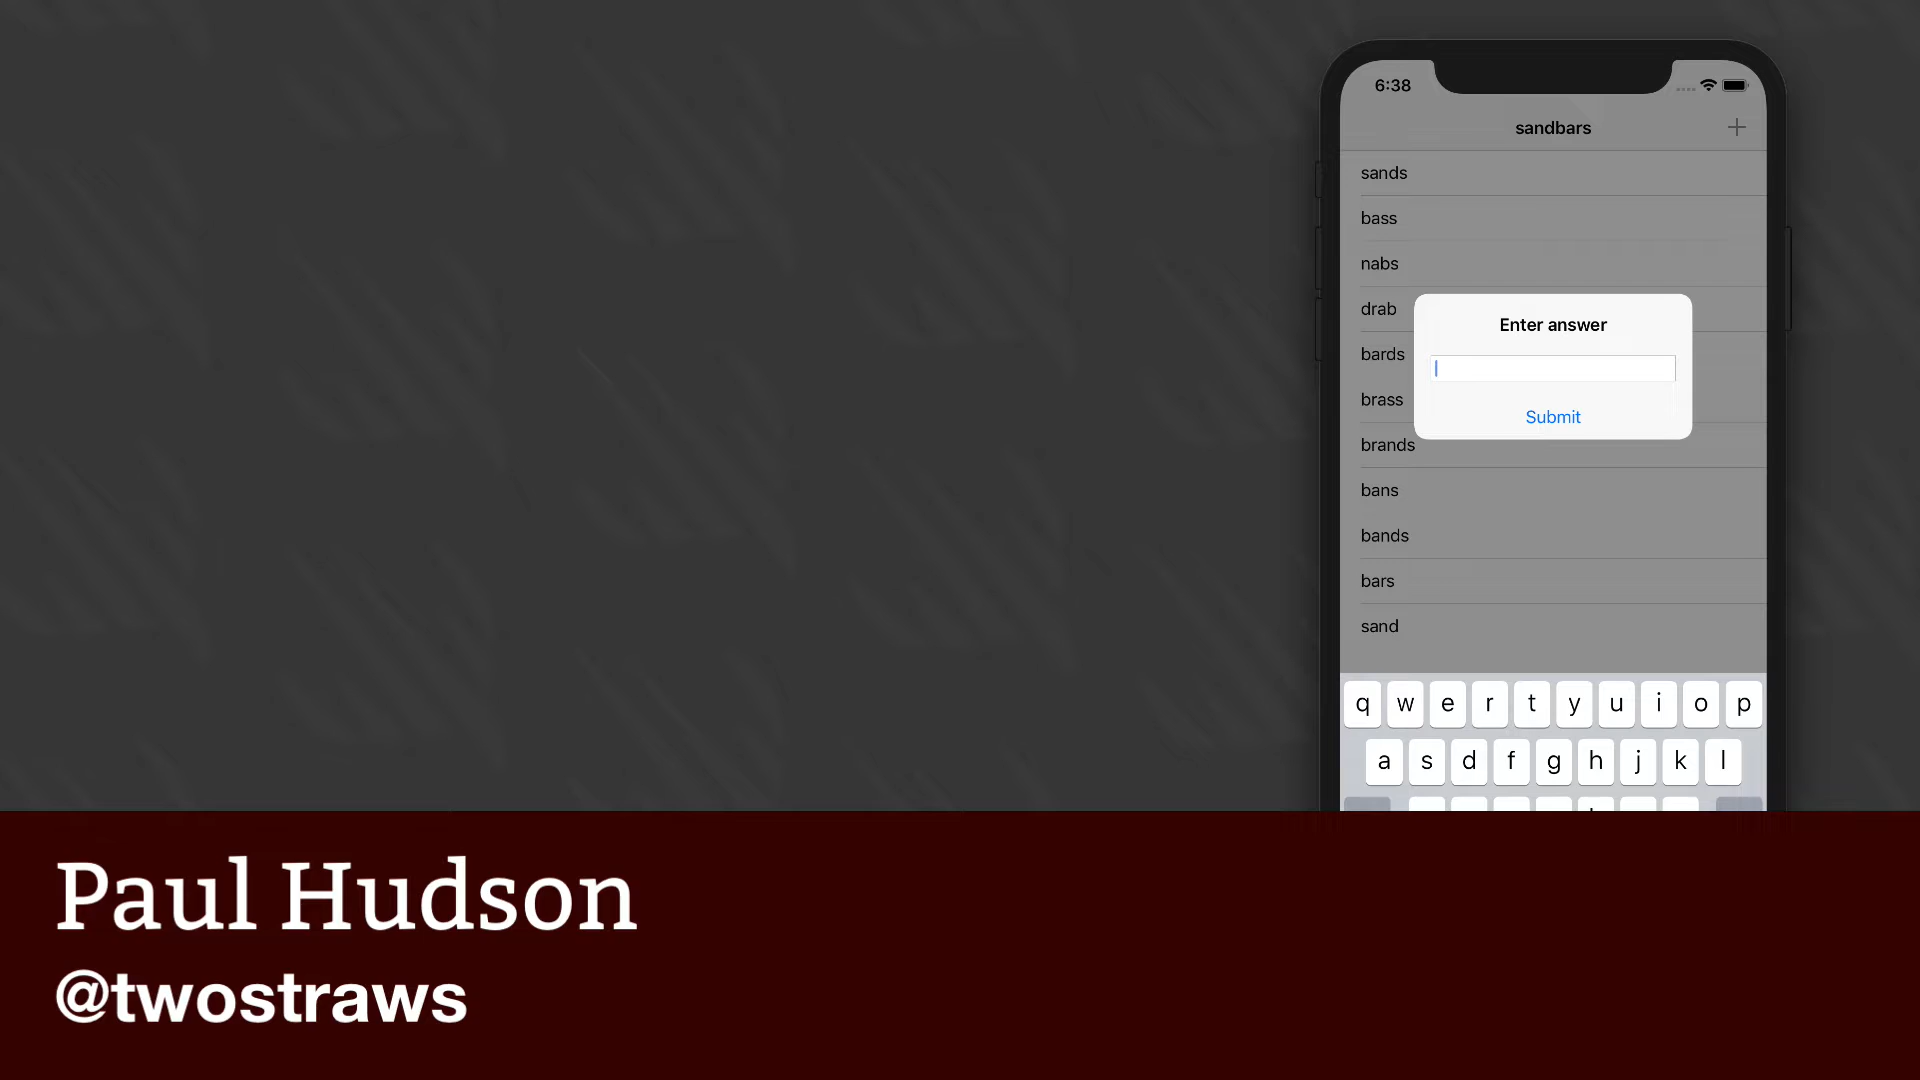 6:38
sandbars
sands
bass
nabs
drab
bards
brass
brands
bans
bands
bars
sand
Enter answer
Submit
q w e r t y u i o p
a s d f g h j k l
Paul Hudson
@twostraws